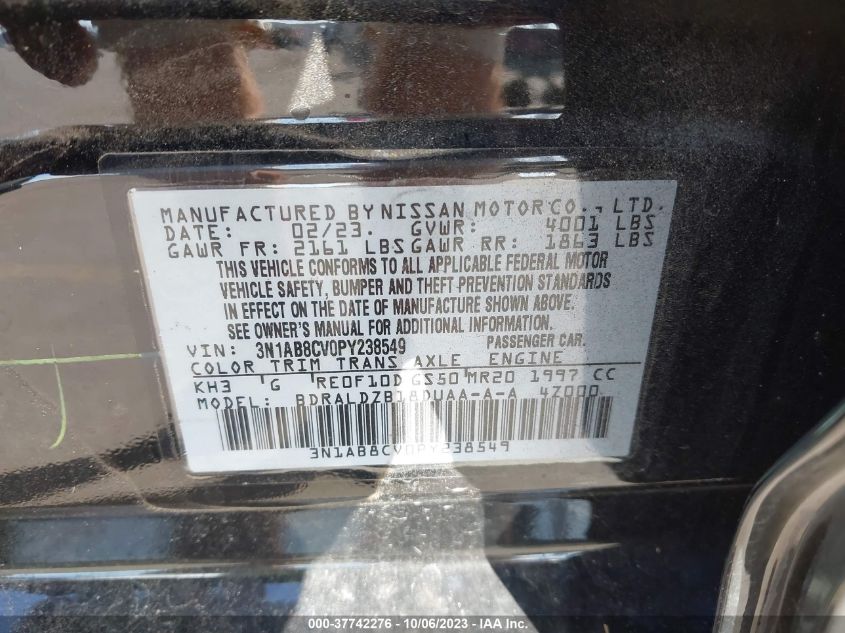 MANUFACTURED BY NISSAN MOTOR CO., LTD.
DATE: 02/23. GVWR: 4001 LBS
GAWR FR: 2161 LBS GAWR RR: 1863 LBS
THIS VEHICLE CONFORMS TO ALL APPLICABLE FEDERAL MOTOR
VEHICLE SAFETY, BUMPER AND THEFT PREVENTION STANDARDS
IN EFFECT ON THE DATE OF MANUFACTURE SHOWN ABOVE.
SEE OWNER'S MANUAL FOR ADDITIONAL INFORMATION.
VIN: 3N1AB8CV0PY238549 PASSENGER CAR.
COLOR TRIM TRANS AXLE ENGINE
KH3 G RE0F10D GS50 MR20 1997 CC
MODEL: BDRALDZB18DUAA-A-A 4Z000
3N1AB8CV0PY238549
000-37742276 - 10/06/2023 - IAA Inc.